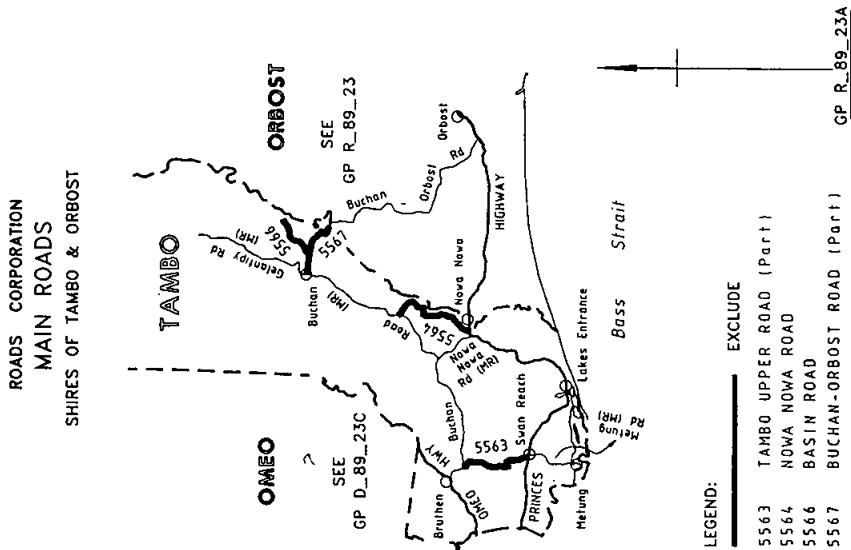 ROADS CORPORATION
MAIN ROADS
SHIRES OF TAMBO & ORBOST
TAMBO
ORBOST
SEE
GP R_89_23
OMEO
SEE
GP D_89_23C
Gelantipy Rd
(MR)
5566
5567
Buchan
Buchan
Orbost
Rd
Orbost
(MR)
Road
Buchan
5564
Nowa Nowa
Nowa
Nowa
Rd (MR)
HIGHWAY
Bruthen
OMEO
HWY
5563
Swan Reach
PRINCES
Lakes Entrance
Metung
Metung
Rd (MR)
Bass Strait
LEGEND:
EXCLUDE
5563 TAMBO UPPER ROAD (Part)
5564 NOWA NOWA ROAD
5566 BASIN ROAD
5567 BUCHAN-ORBOST ROAD (Part)
GP R_89_23A